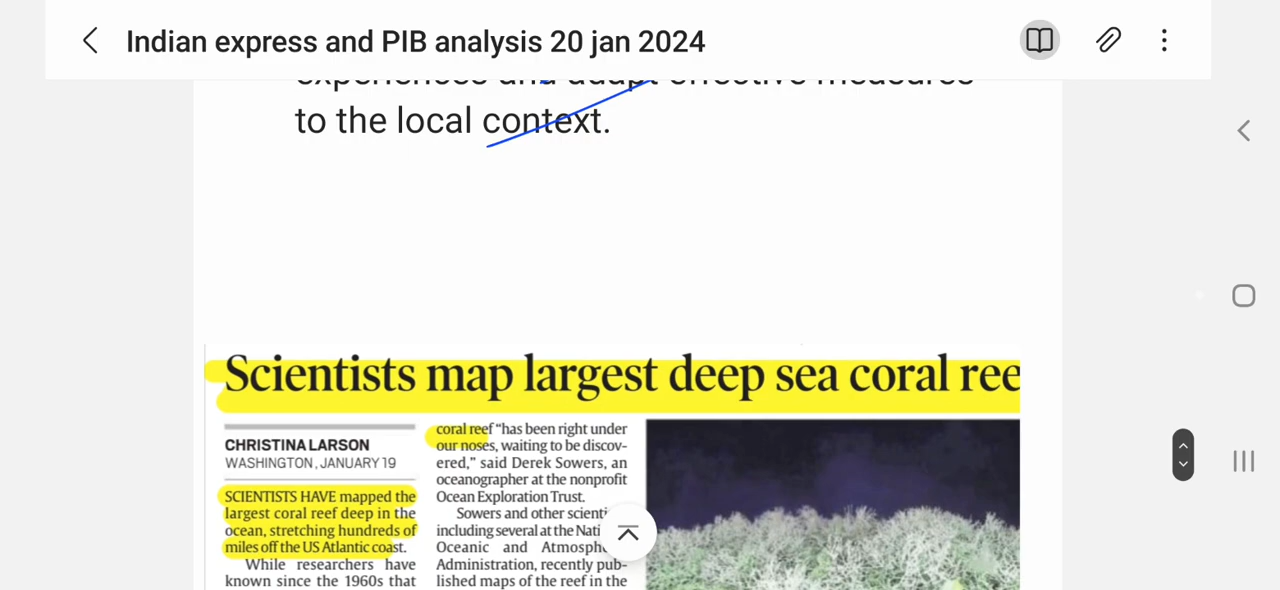 Indian express and PIB analysis 20 jan 2024
experiences and adapt effective measures
to the local context.
Scientists map largest deep sea coral ree
CHRISTINA LARSON
WASHINGTON, JANUARY 19
SCIENTISTS HAVE mapped the
largest coral reef deep in the
ocean, stretching hundreds of
miles off the US Atlantic coast.
While researchers have
known since the 1960s that
coral reef “has been right under
our noses, waiting to be discov-
ered,” said Derek Sowers, an
oceanographer at the nonprofit
Ocean Exploration Trust.
Sowers and other scienti
including several at the Nati
Oceanic and Atmosph
Administration, recently pub-
lished maps of the reef in the